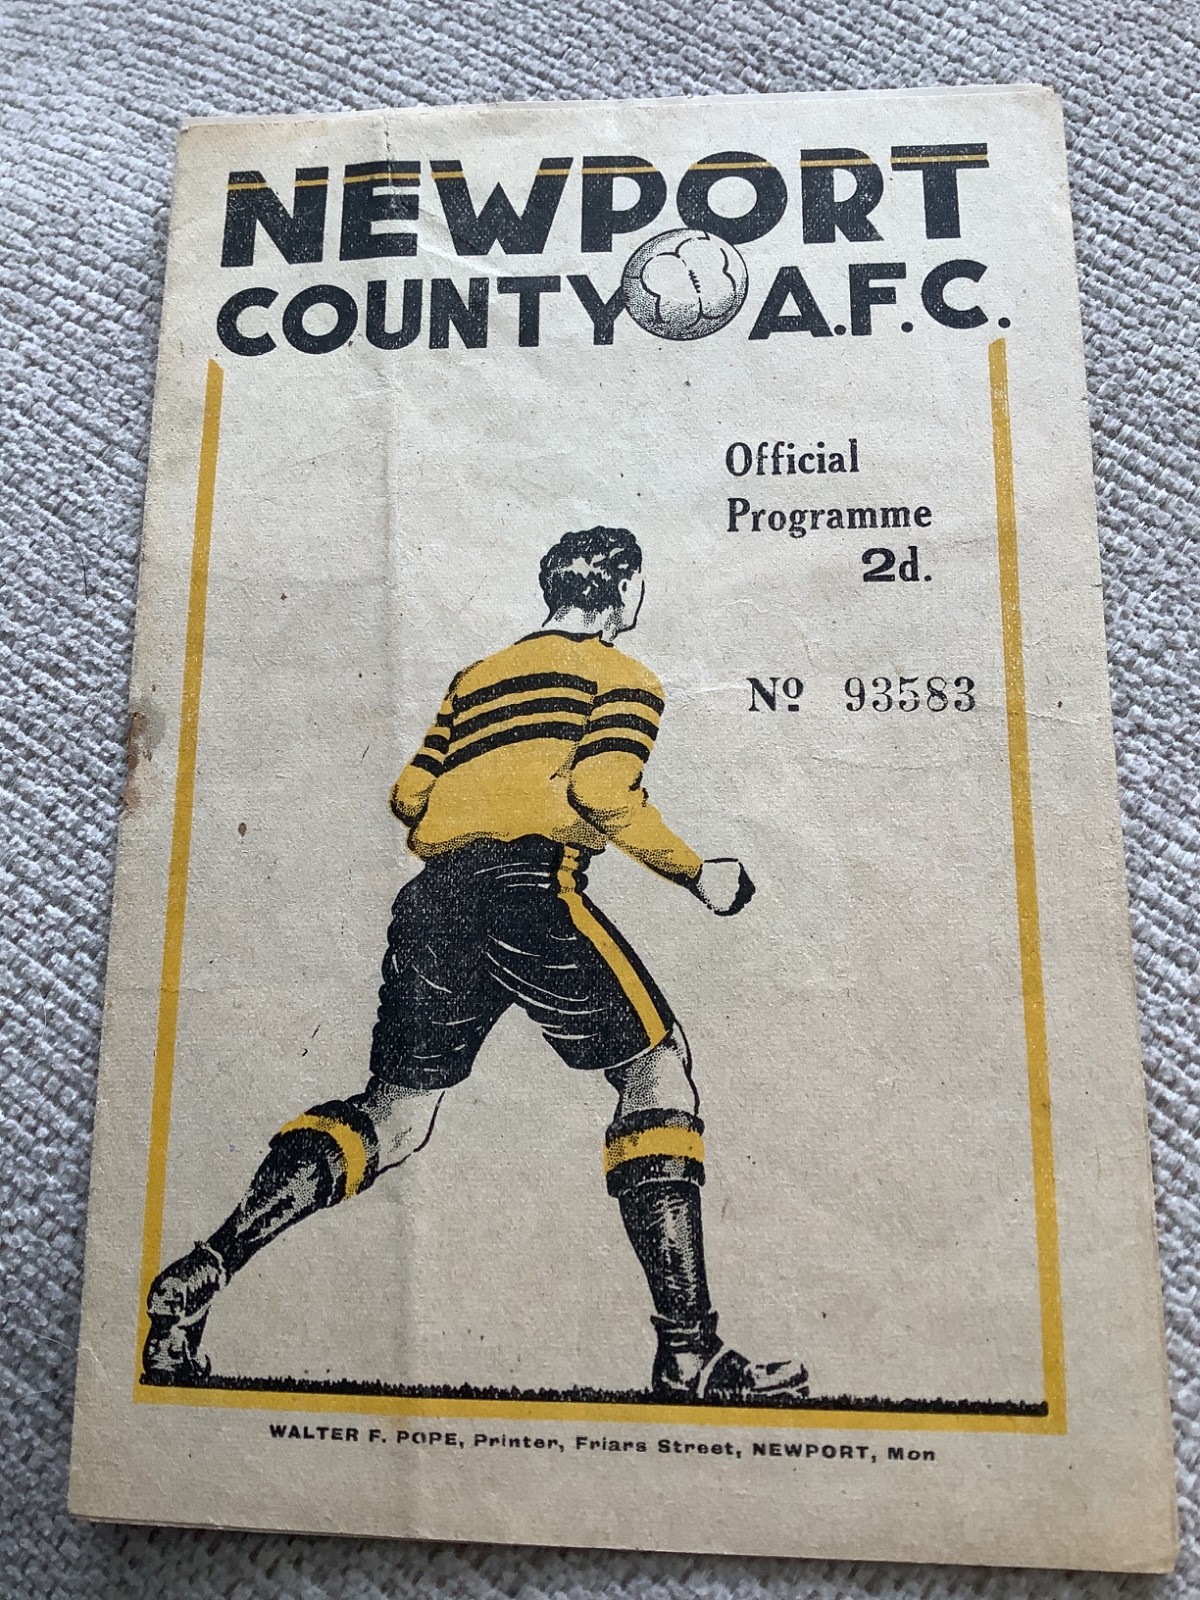 NEWPORT
COUNTY A.F.C.
Official
Programme
2d.
Nº 93583
WALTER F. POPE, Printer, Friars Street, NEWPORT, Mon